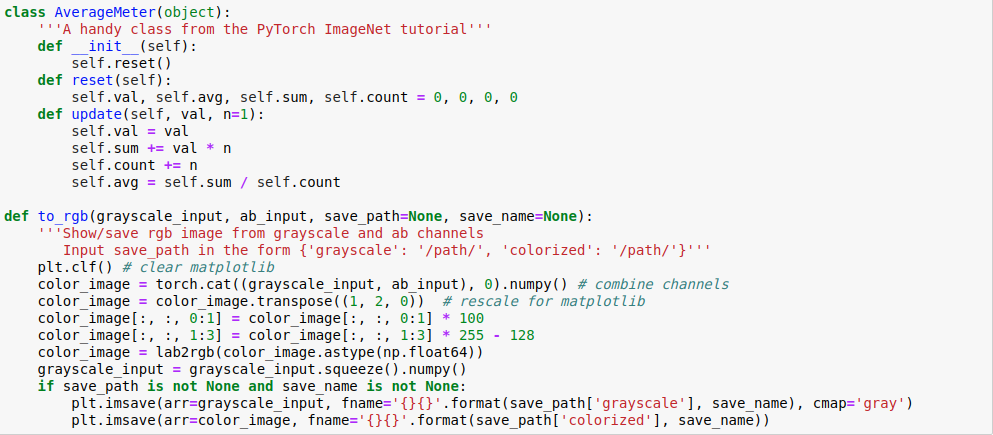 class AverageMeter(object):
    '''A handy class from the PyTorch ImageNet tutorial'''
    def __init__(self):
        self.reset()
    def reset(self):
        self.val, self.avg, self.sum, self.count = 0, 0, 0, 0
    def update(self, val, n=1):
        self.val = val
        self.sum += val * n
        self.count += n
        self.avg = self.sum / self.count

def to_rgb(grayscale_input, ab_input, save_path=None, save_name=None):
    '''Show/save rgb image from grayscale and ab channels
       Input save_path in the form {'grayscale': '/path/', 'colorized': '/path/'}'''
    plt.clf() # clear matplotlib
    color_image = torch.cat((grayscale_input, ab_input), 0).numpy() # combine channels
    color_image = color_image.transpose((1, 2, 0))  # rescale for matplotlib
    color_image[:, :, 0:1] = color_image[:, :, 0:1] * 100
    color_image[:, :, 1:3] = color_image[:, :, 1:3] * 255 - 128
    color_image = lab2rgb(color_image.astype(np.float64))
    grayscale_input = grayscale_input.squeeze().numpy()
    if save_path is not None and save_name is not None:
        plt.imsave(arr=grayscale_input, fname='{}{}'.format(save_path['grayscale'], save_name), cmap='gray')
        plt.imsave(arr=color_image, fname='{}{}'.format(save_path['colorized'], save_name))